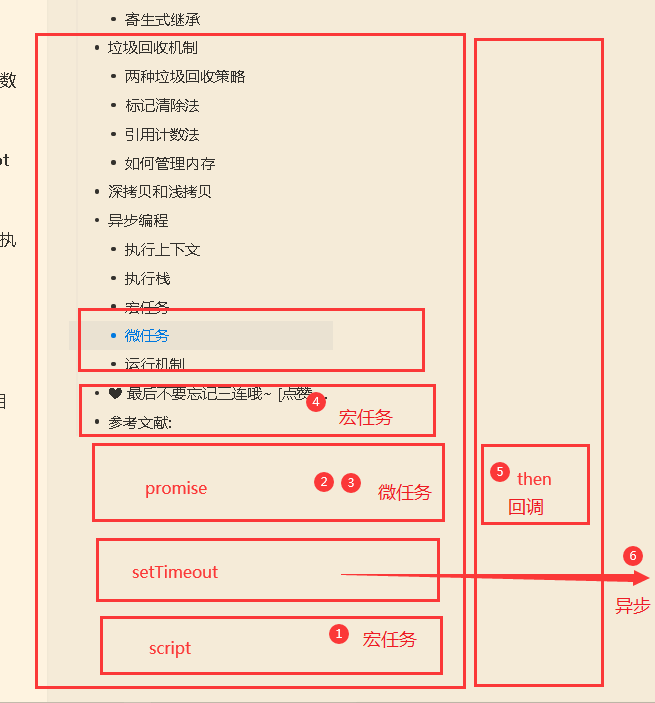 寄生式继承
垃圾回收机制
数
两种垃圾回收策略
标记清除法
引用计数法
ot
如何管理内存
深拷贝和浅拷贝
异步编程
执
执行上下文
执行栈
宏任务
微任务
运行机制
♥ 最后不要忘记三连哦~ [点赞...
4
宏任务
参考文献:
promise
2 3
微任务
5 then
回调
setTimeout
6
异步
script
1
宏任务